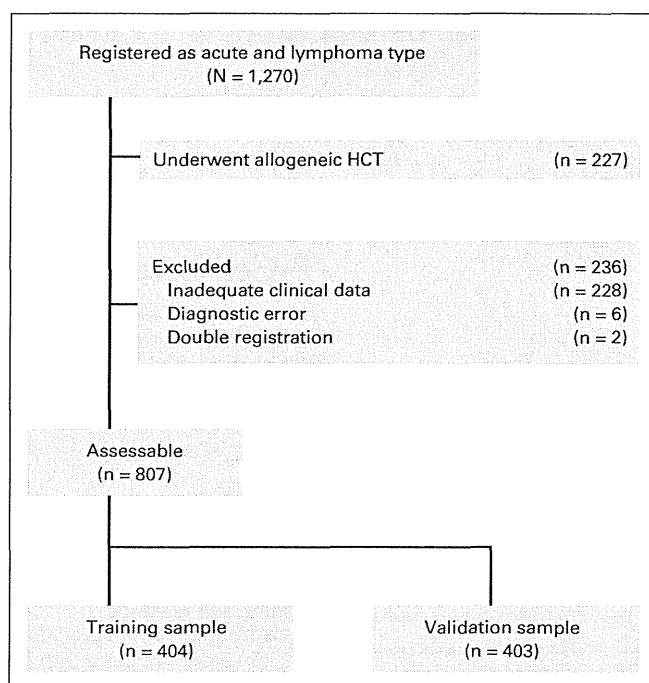 Registered as acute and lymphoma type
(N = 1,270)
Underwent allogeneic HCT (n = 227)
Excluded (n = 236)
Inadequate clinical data (n = 228)
Diagnostic error (n = 6)
Double registration (n = 2)
Assessable
(n = 807)
Training sample
(n = 404)
Validation sample
(n = 403)